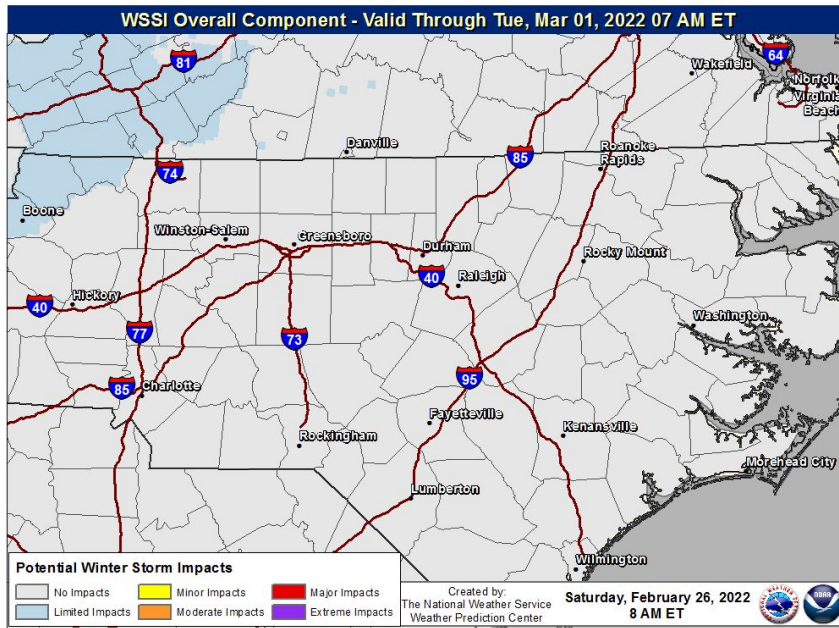 WSSI Overall Component - Valid Through Tue, Mar 01, 2022 07 AM ET
81
64
Wakefield
Norfolk
Virginia
Beach
Danville
85
Roanoke
Rapids
74
Boone
Winston-Salem
Greensboro
Durham
Rocky Mount
40
Raleigh
Hickory
40
77
73
Washington
85
Charlotte
95
Fayetteville
Kenansville
Rockingham
Morehead City
Lumberton
Wilmington
Potential Winter Storm Impacts
No Impacts
Minor Impacts
Major Impacts
Limited Impacts
Moderate Impacts
Extreme Impacts
Created by:
The National Weather Service
Weather Prediction Center
Saturday, February 26, 2022
8 AM ET
NOAA